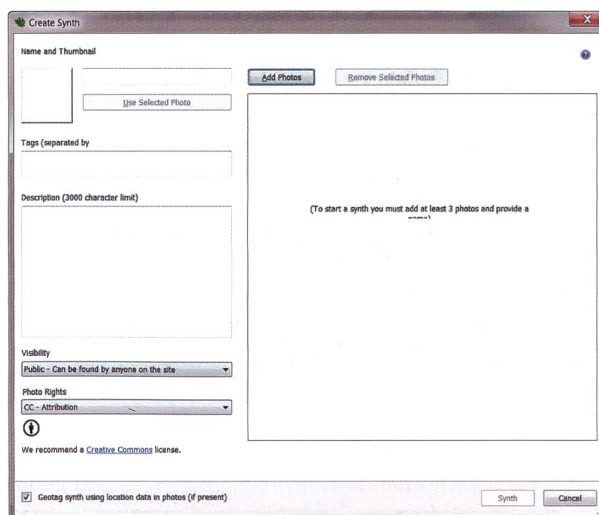 Create Synth
Name and Thumbnail
Add Photos
Remove Selected Photos
Use Selected Photo
Tags (separated by
Description (3000 character limit)
(To start a synth you must add at least 3 photos and provide a
name)
Visibility
Public - Can be found by anyone on the site
Photo Rights
CC - Attribution
We recommend a Creative Commons license.
Geotag synth using location data in photos (if present)
Synth
Cancel